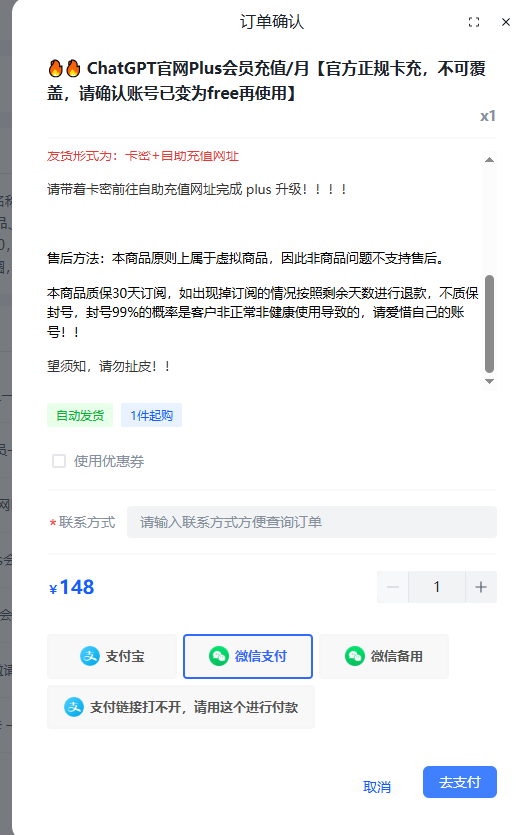 订单确认
🔥🔥 ChatGPT官网Plus会员充值/月【官方正规卡充，不可覆
盖，请确认账号已变为free再使用】
x1
发货形式为：卡密+自助充值网址
请带着卡密前往自助充值网址完成 plus 升级！！！！
售后方法：本商品原则上属于虚拟商品，因此非商品问题不支持售后。
本商品质保30天订阅，如出现掉订阅的情况按照剩余天数进行退款，不质保
封号，封号99%的概率是客户非正常非健康使用导致的，请爱惜自己的账
号！！
望须知，请勿扯皮！！
自动发货 1件起购
使用优惠券
*联系方式 请输入联系方式方便查询订单
¥148 1
支付宝 微信支付 微信备用
支付链接打不开，请用这个进行付款
取消 去支付